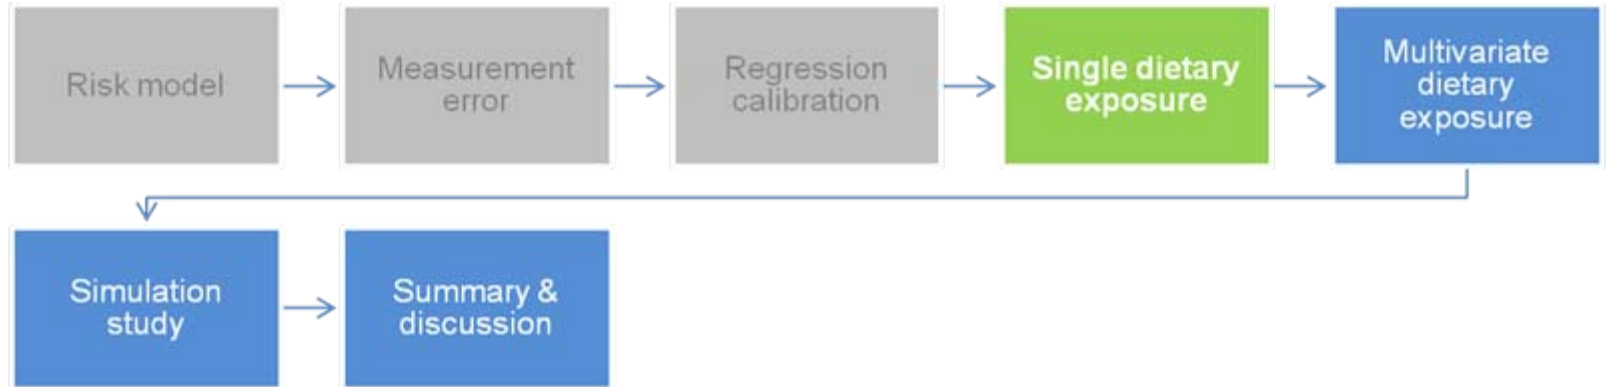 Risk model
Measurement
error
Regression
calibration
Single dietary
exposure
Multivariate
dietary
exposure
Simulation
study
Summary &
discussion